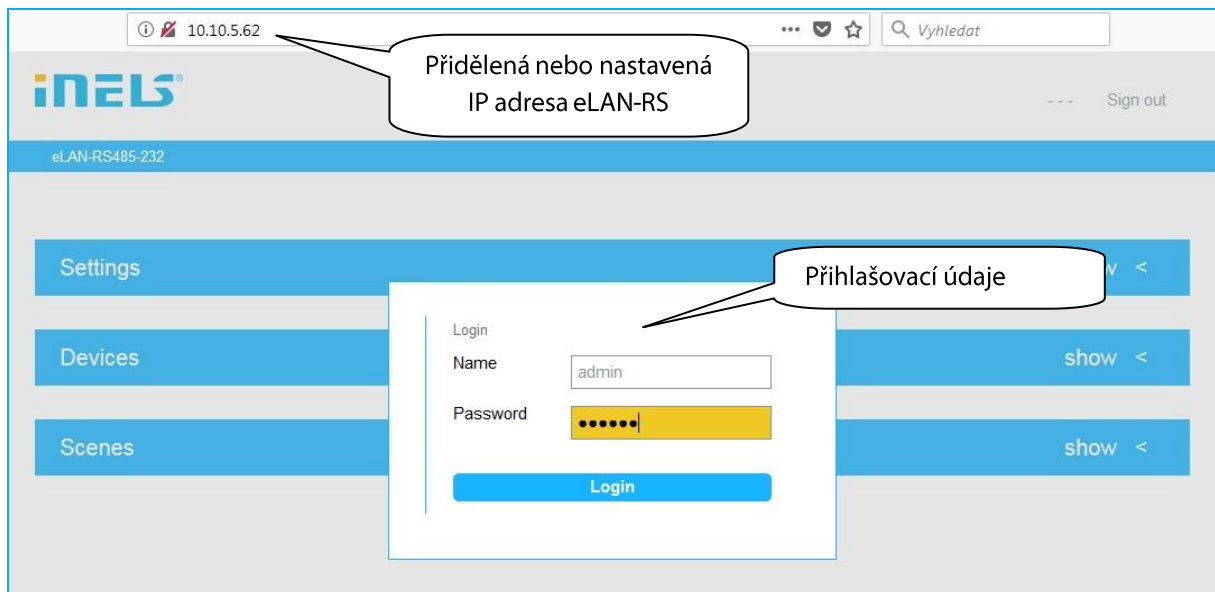 10.10.5.62
Vyhledat
Přidělená nebo nastavená
IP adresa eLAN-RS
iNELS®
--- Sign out
eLAN-RS485-232
Settings
<
Přihlašovací údaje
Login
Name
admin
Devices
show <
Password
••••••
Scenes
show <
Login